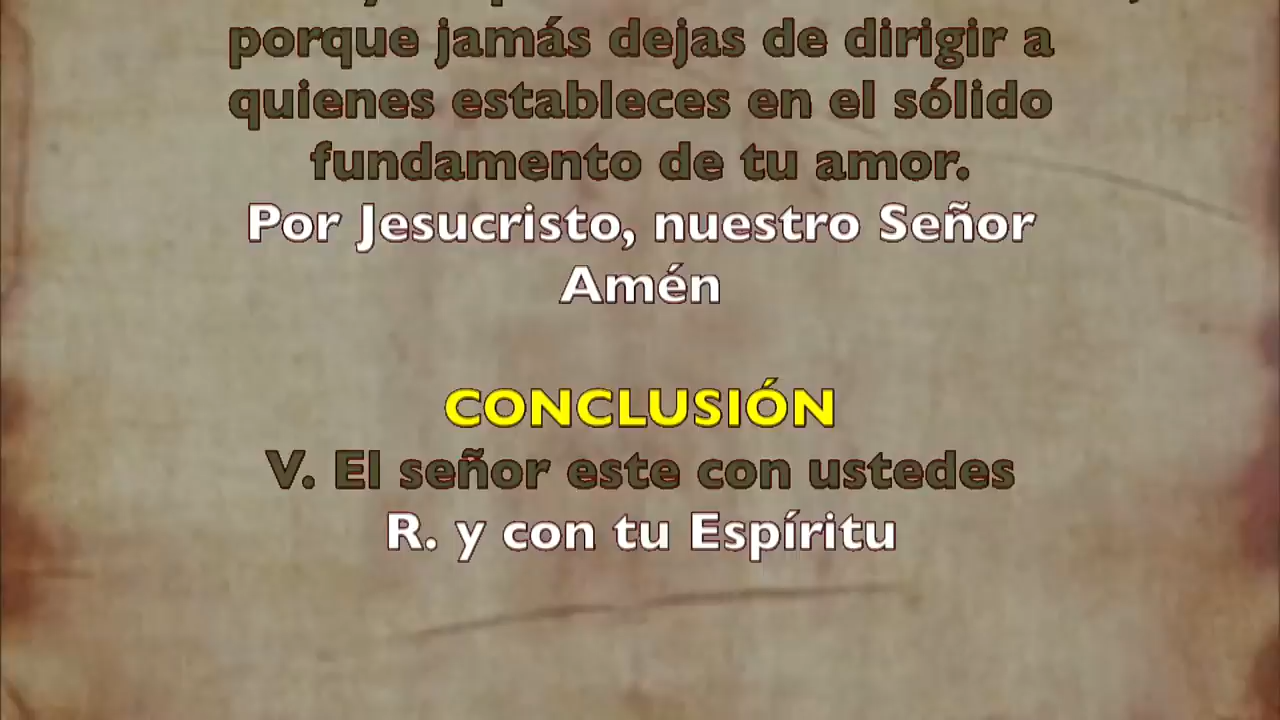 porque jamás dejas de dirigir a
quienes estableces en el sólido
fundamento de tu amor.
Por Jesucristo, nuestro Señor
Amén
CONCLUSIÓN
V. El señor este con ustedes
R. y con tu Espíritu